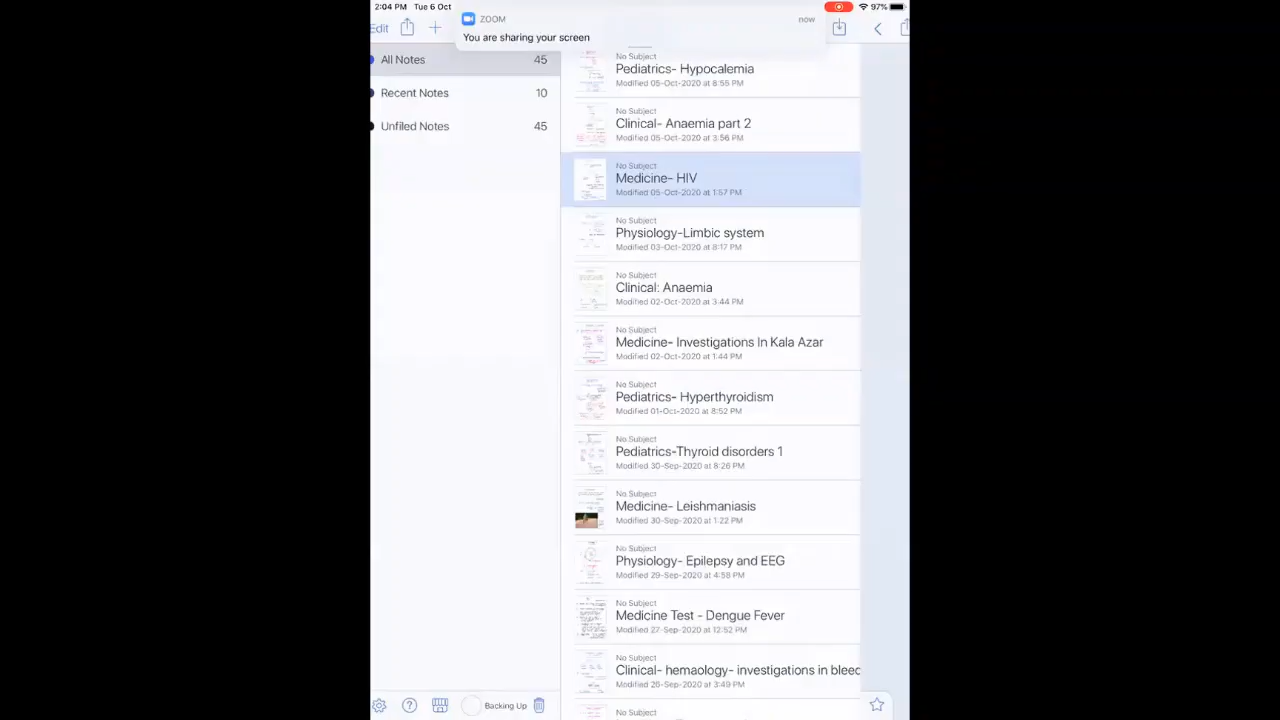 2:04 PM Tue 6 Oct
97%
ZOOM
now
You are sharing your screen
Edit
All Notes 45
Recent Notes 10
Unfiled Notes 45
No Subject
Pediatrics- Hypocalemia
Modified 05-Oct-2020 at 8:55 PM
No Subject
Clinical- Anaemia part 2
Modified 05-Oct-2020 at 3:56 PM
No Subject
Medicine- HIV
Modified 05-Oct-2020 at 1:57 PM
No Subject
Physiology-Limbic system
Modified 03-Oct-2020 at 8:17 PM
No Subject
Clinical: Anaemia
Modified 02-Oct-2020 at 3:44 PM
No Subject
Medicine- Investigations in Kala Azar
Modified 02-Oct-2020 at 1:44 PM
No Subject
Pediatrics- Hyperthyroidism
Modified 01-Oct-2020 at 8:52 PM
No Subject
Pediatrics-Thyroid disorders 1
Modified 30-Sep-2020 at 8:26 PM
No Subject
Medicine- Leishmaniasis
Modified 30-Sep-2020 at 1:22 PM
No Subject
Physiology- Epilepsy and EEG
Modified 29-Sep-2020 at 4:58 PM
No Subject
Medicine Test - Dengue Fever
Modified 27-Sep-2020 at 12:52 PM
No Subject
Clinical- hemaology- investigations in bleed
Modified 26-Sep-2020 at 3:49 PM
No Subject
Backing Up